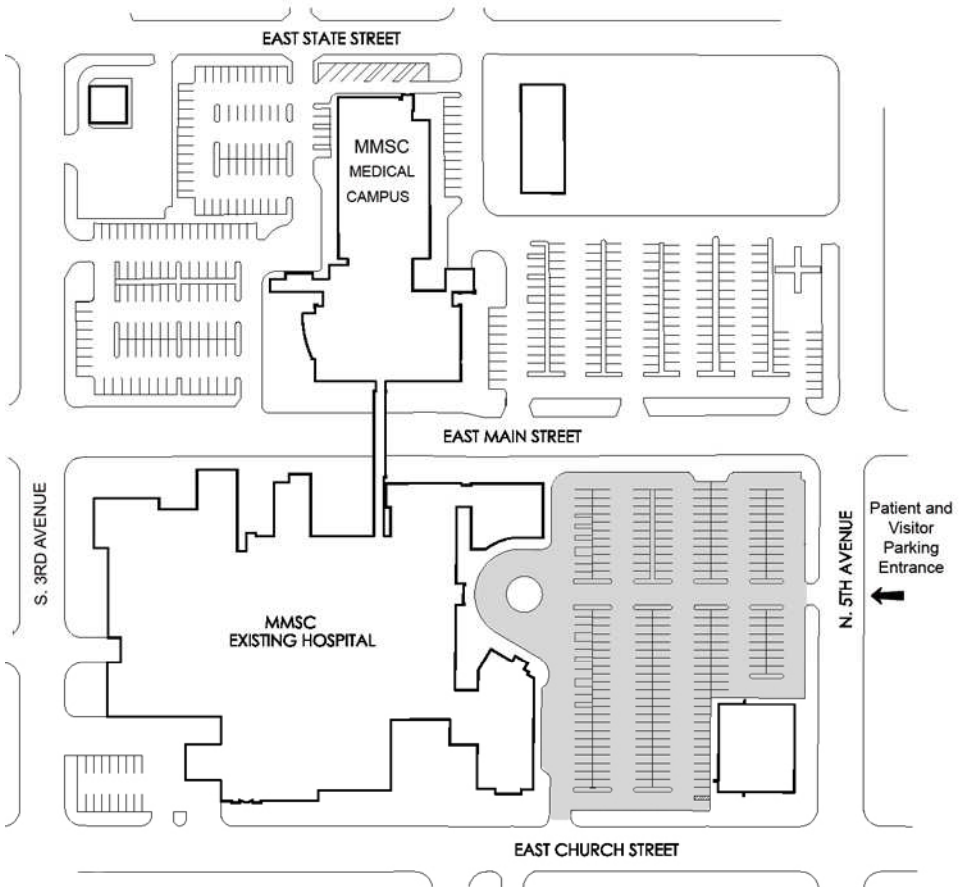 EAST STATE STREET
MMSC
MEDICAL
CAMPUS
EAST MAIN STREET
S. 3RD AVENUE
MMSC
EXISTING HOSPITAL
N. 5TH AVENUE
Patient and
Visitor
Parking
Entrance
EAST CHURCH STREET